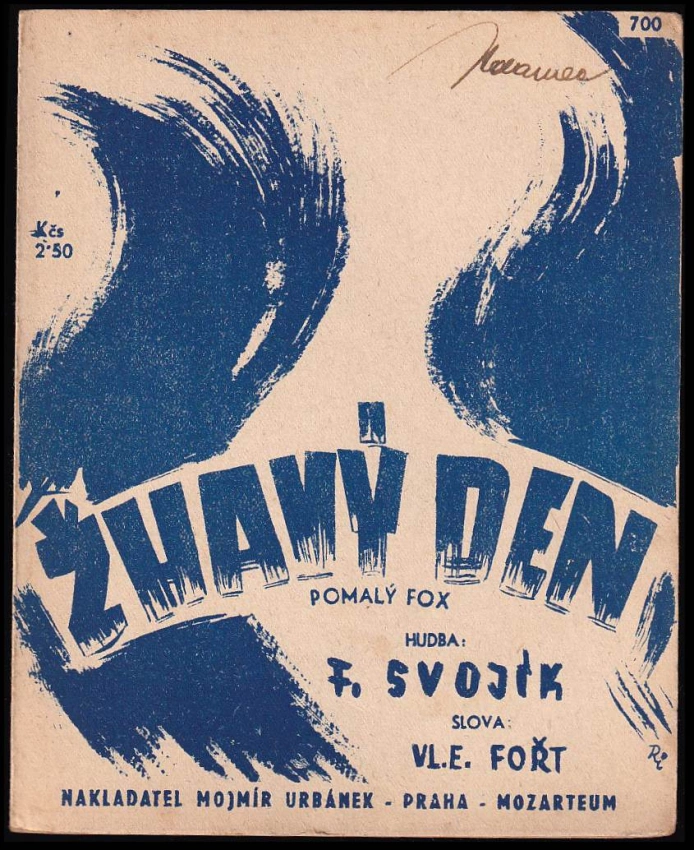 700
Kčs
2·50
ŽHAVÝ DEN
POMALÝ FOX
HUDBA:
F. SVOJÍK
SLOVA:
VL.E. FOŘT
NAKLADATEL MOJMÍR URBÁNEK - PRAHA - MOZARTEUM